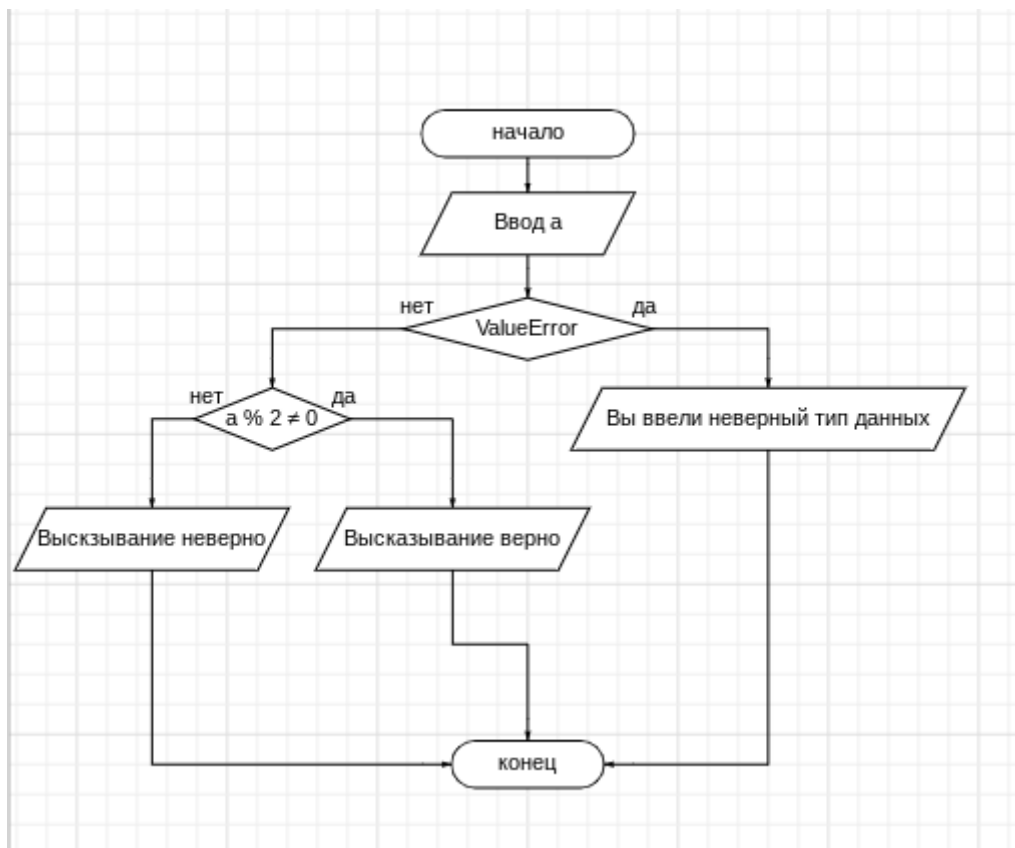 начало
Ввод а
нет
да
ValueError
нет
да
а % 2 ≠ 0
Вы ввели неверный тип данных
Выскзывание неверно
Высказывание верно
конец